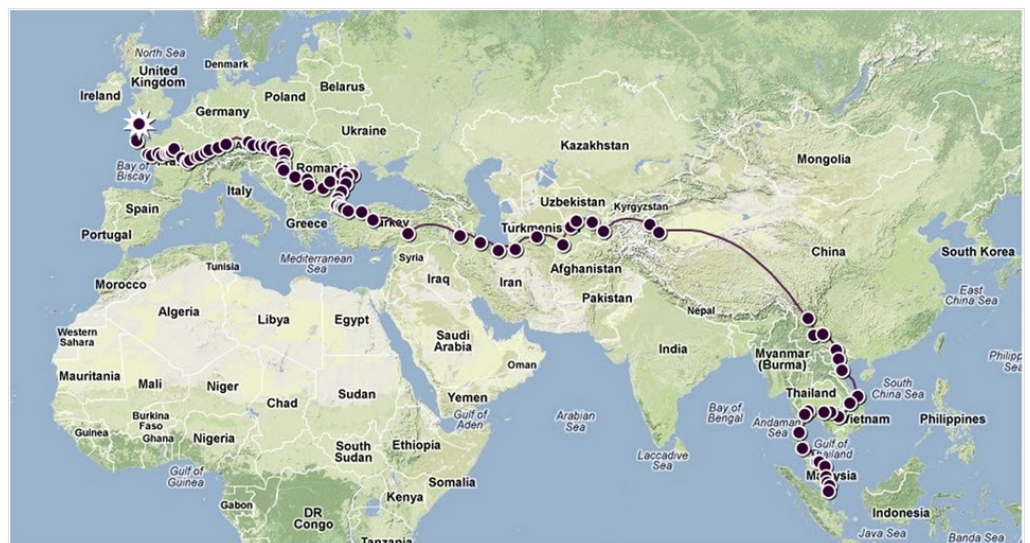 North Sea
Denmark
United
Kingdom
Ireland
Belarus
Poland
Germany
Ukraine
Kazakhstan
Mongolia
Bay of
Biscay
Romania
Italy
Uzbekistan
Kyrgyzstan
Spain
Greece
Turkey
Turkmenis
Portugal
China
South Korea
Mediterranean
Sea
Tunisia
Syria
Afghanistan
Iraq
Iran
Morocco
Pakistan
East
China Sea
Algeria
Libya
Egypt
Nepal
Western
Sahara
Saudi
Arabia
India
Myanmar
(Burma)
Oman
Mauritania
Mali
Niger
Chad
Sudan
Yemen
Thailand
South
China Sea
Philipp
Sea
Gulf of
Aden
Arabian
Sea
Bay of
Bengal
Andaman
Sea
Vietnam
Philippines
Burkina
Faso
Guinea
Ghana
Nigeria
South
Sudan
Ethiopia
Laccadive
Sea
Gulf of
Thailand
Gulf of
Guinea
Somalia
Malaysia
Gabon
Kenya
DR
Congo
Indonesia
Tanzania
Java Sea
Banda Sea